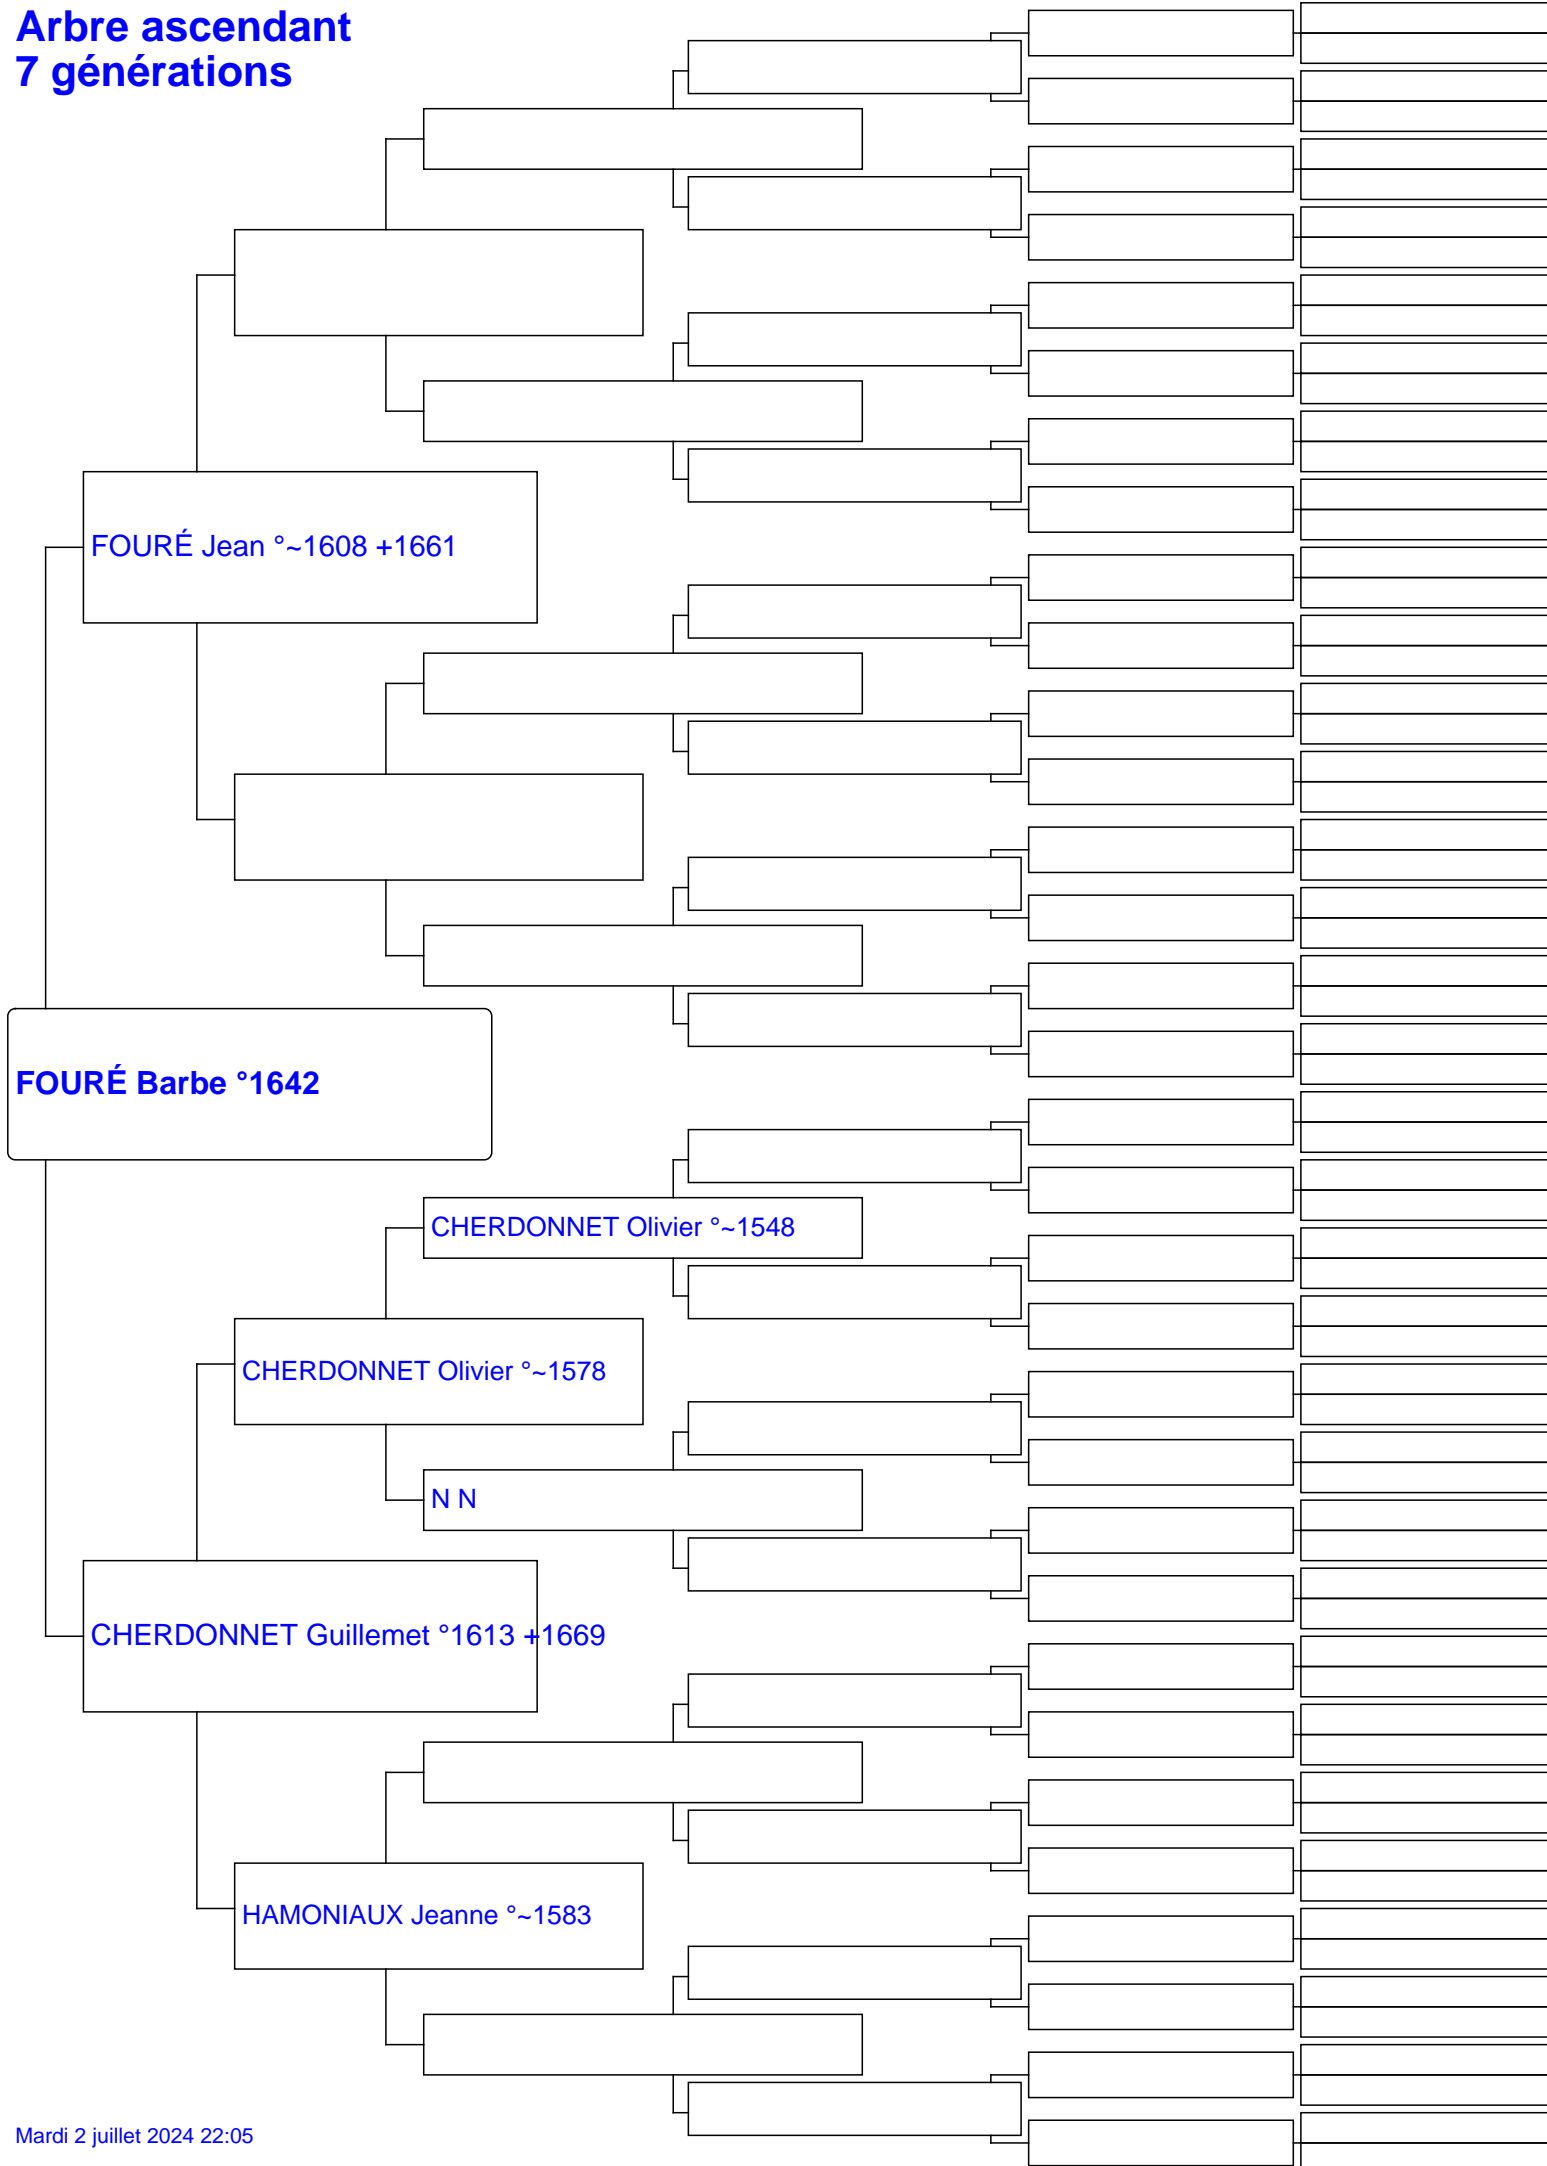 Arbre ascendant
7 générations
FOURÉ Jean °~1608 +1661
FOURÉ Barbe °1642
CHERDONNET Olivier °~1548
CHERDONNET Olivier °~1578
N N
CHERDONNET Guillemet °1613 +1669
HAMONIAUX Jeanne °~1583
Mardi 2 juillet 2024 22:05